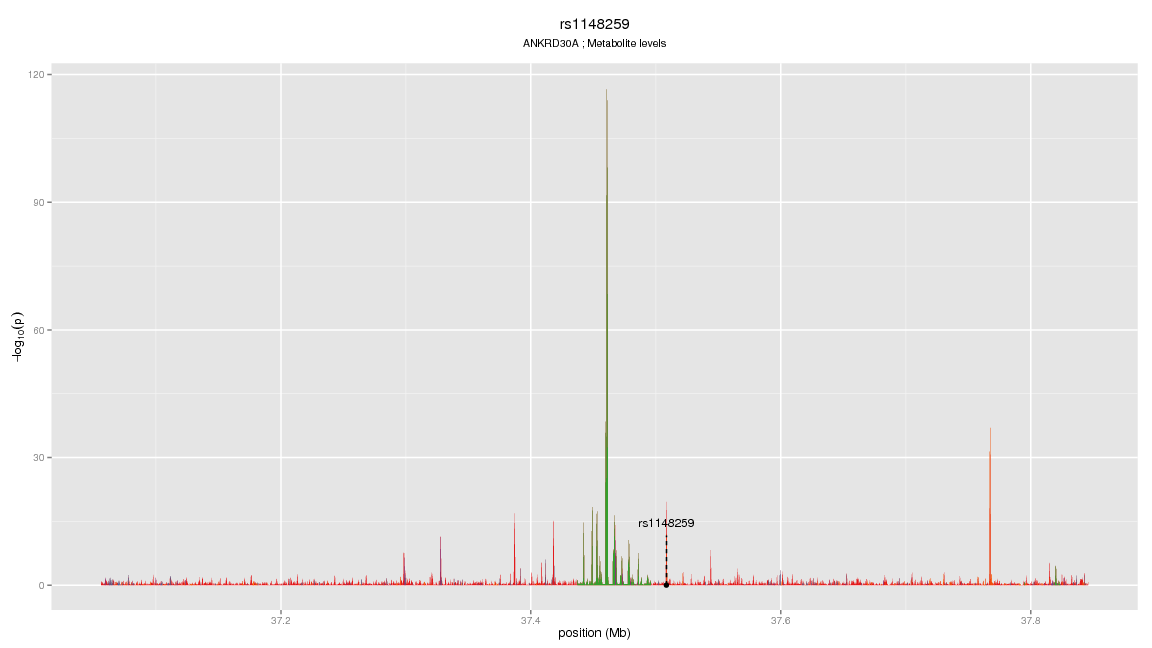 rs1148259
ANKRD30A ; Metabolite levels
120
90
60
30
0
−log10(p)
rs1148259
37.2
37.4
37.6
37.8
position (Mb)